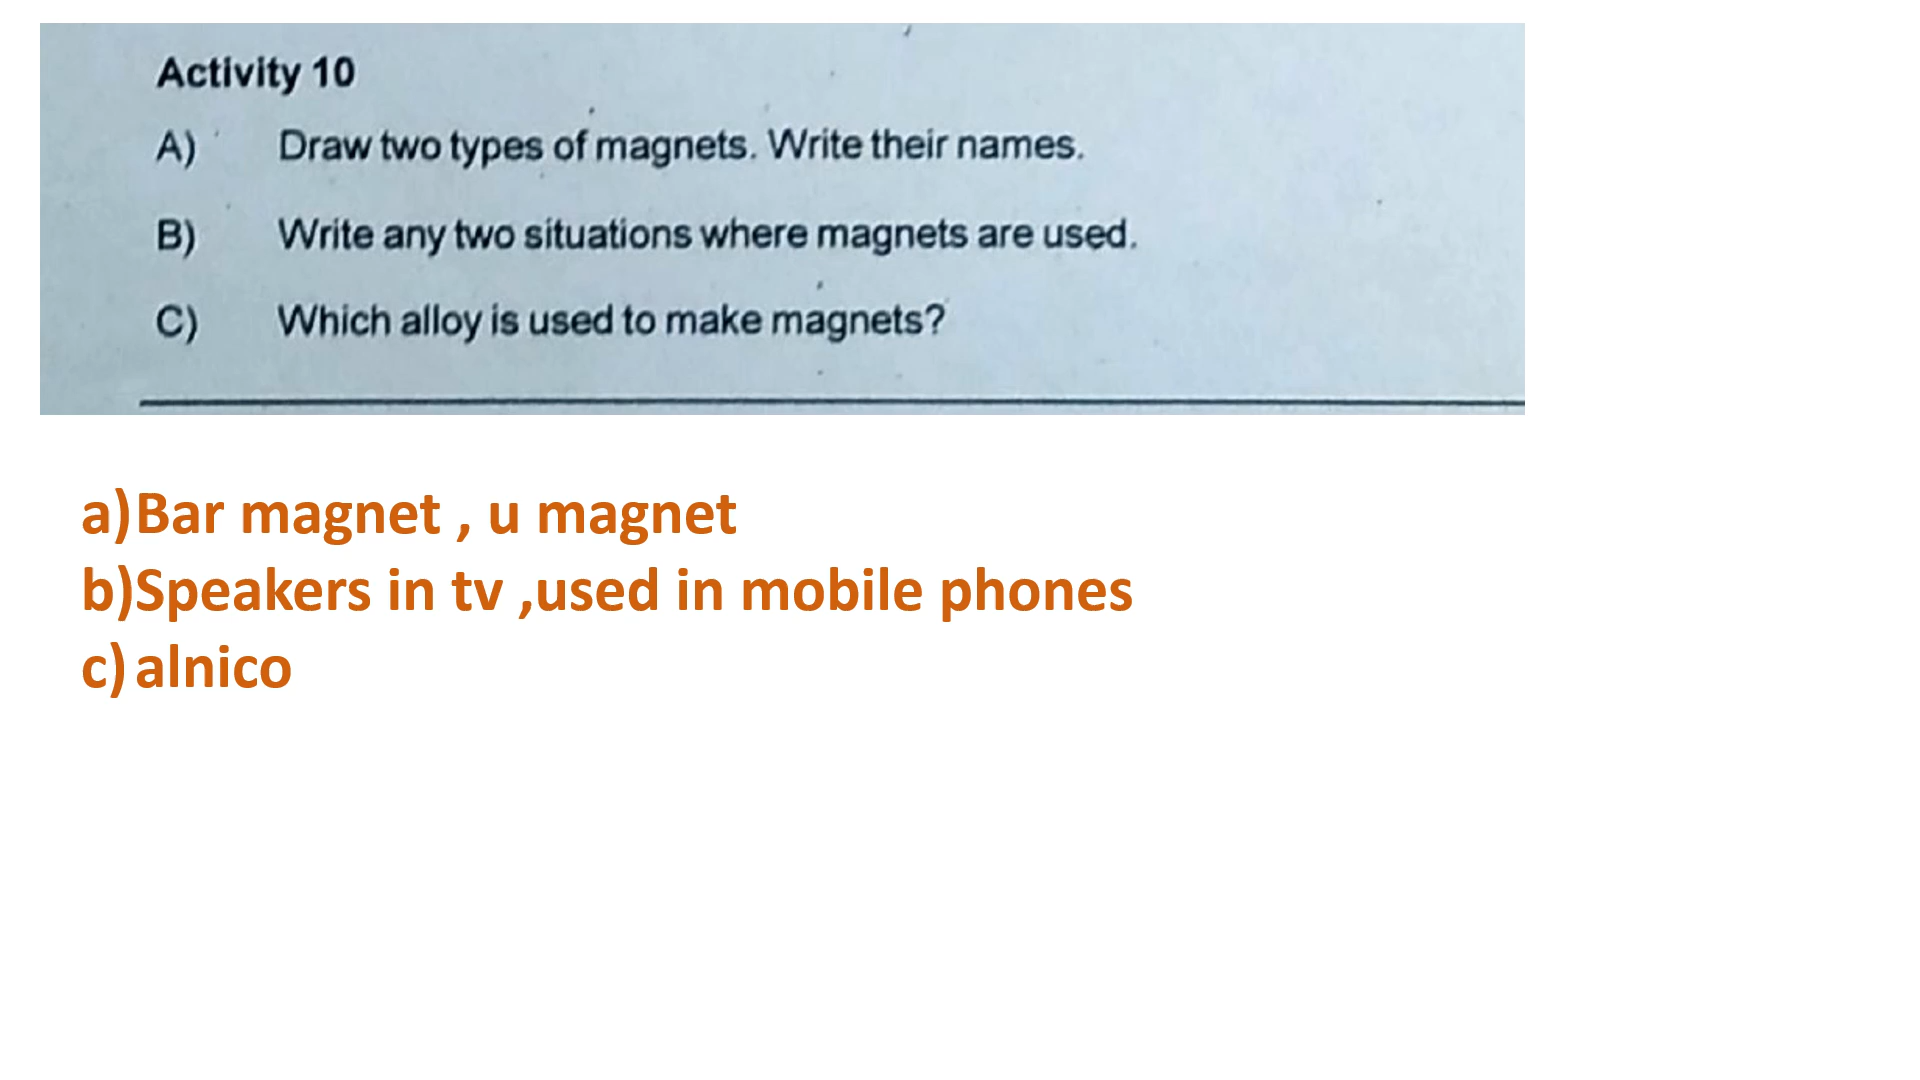 Activity 10
A) Draw two types of magnets. Write their names.
B) Write any two situations where magnets are used.
C) Which alloy is used to make magnets?
a)Bar magnet , u magnet
b)Speakers in tv ,used in mobile phones
c) alnico